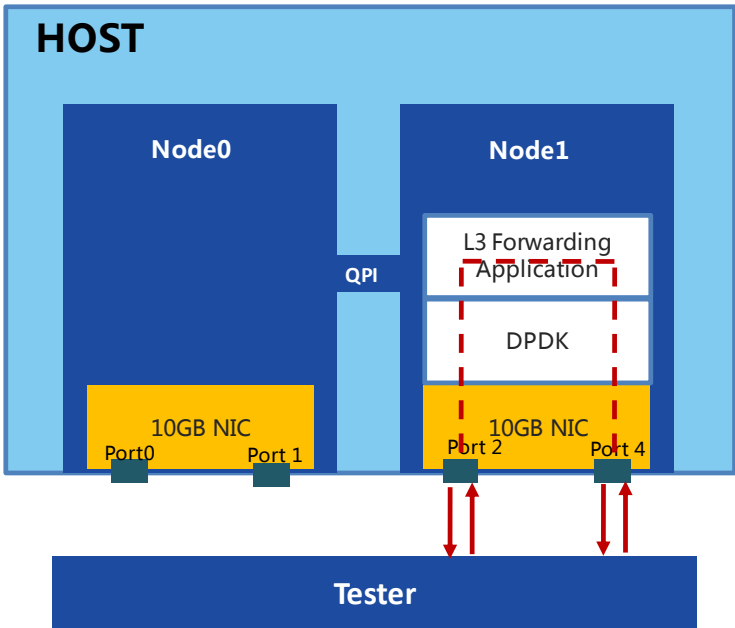 HOST
Node0
Node1
L3 Forwarding
Application
QPI
DPDK
10GB NIC
10GB NIC
Port0
Port 1
Port 2
Port 4
Tester